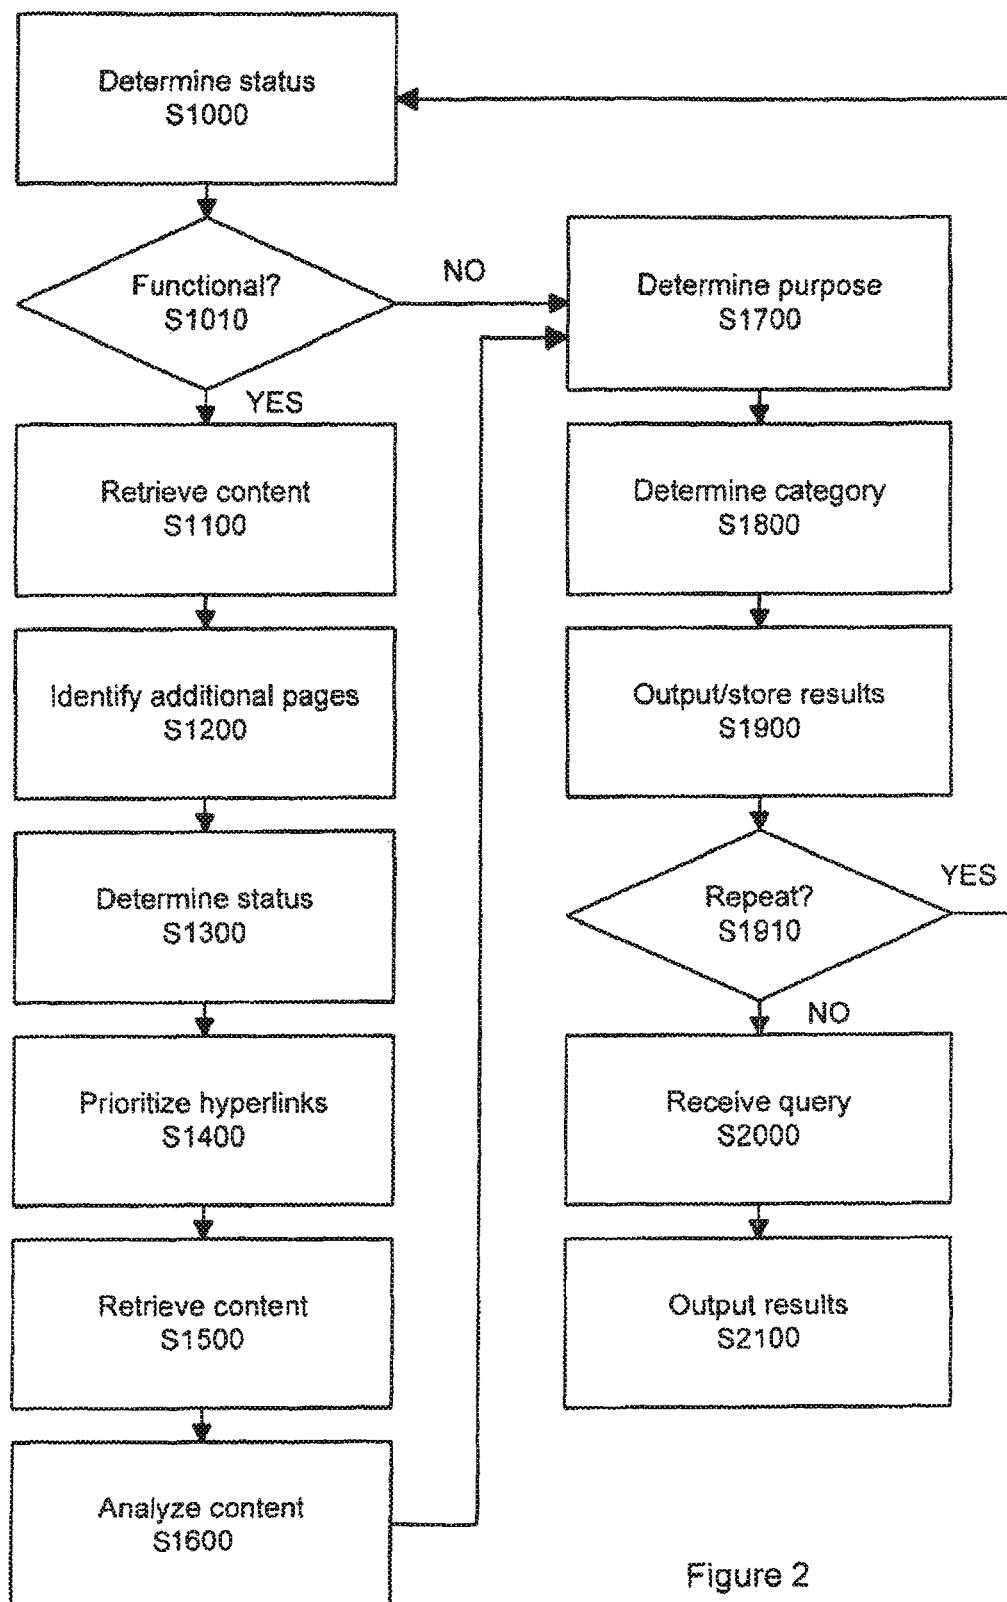 Determine status
S1000
Functional?
S1010
NO
YES
Retrieve content
S1100
Identify additional pages
S1200
Determine status
S1300
Prioritize hyperlinks
S1400
Retrieve content
S1500
Analyze content
S1600
Determine purpose
S1700
Determine category
S1800
Output/store results
S1900
Repeat?
S1910
YES
NO
Receive query
S2000
Output results
S2100
Figure 2